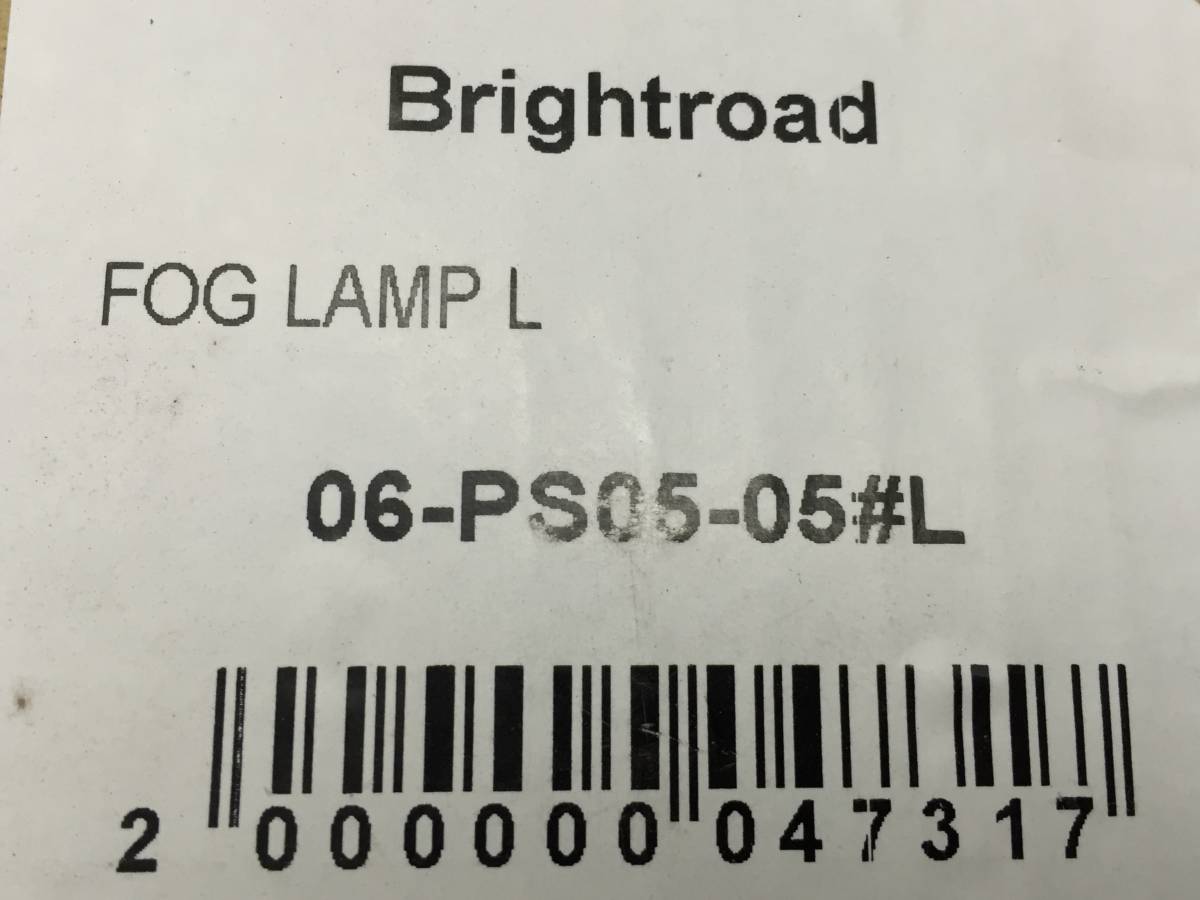 Brightroad
FOG LAMP L
06-PS05-05#L
2 000000 047317